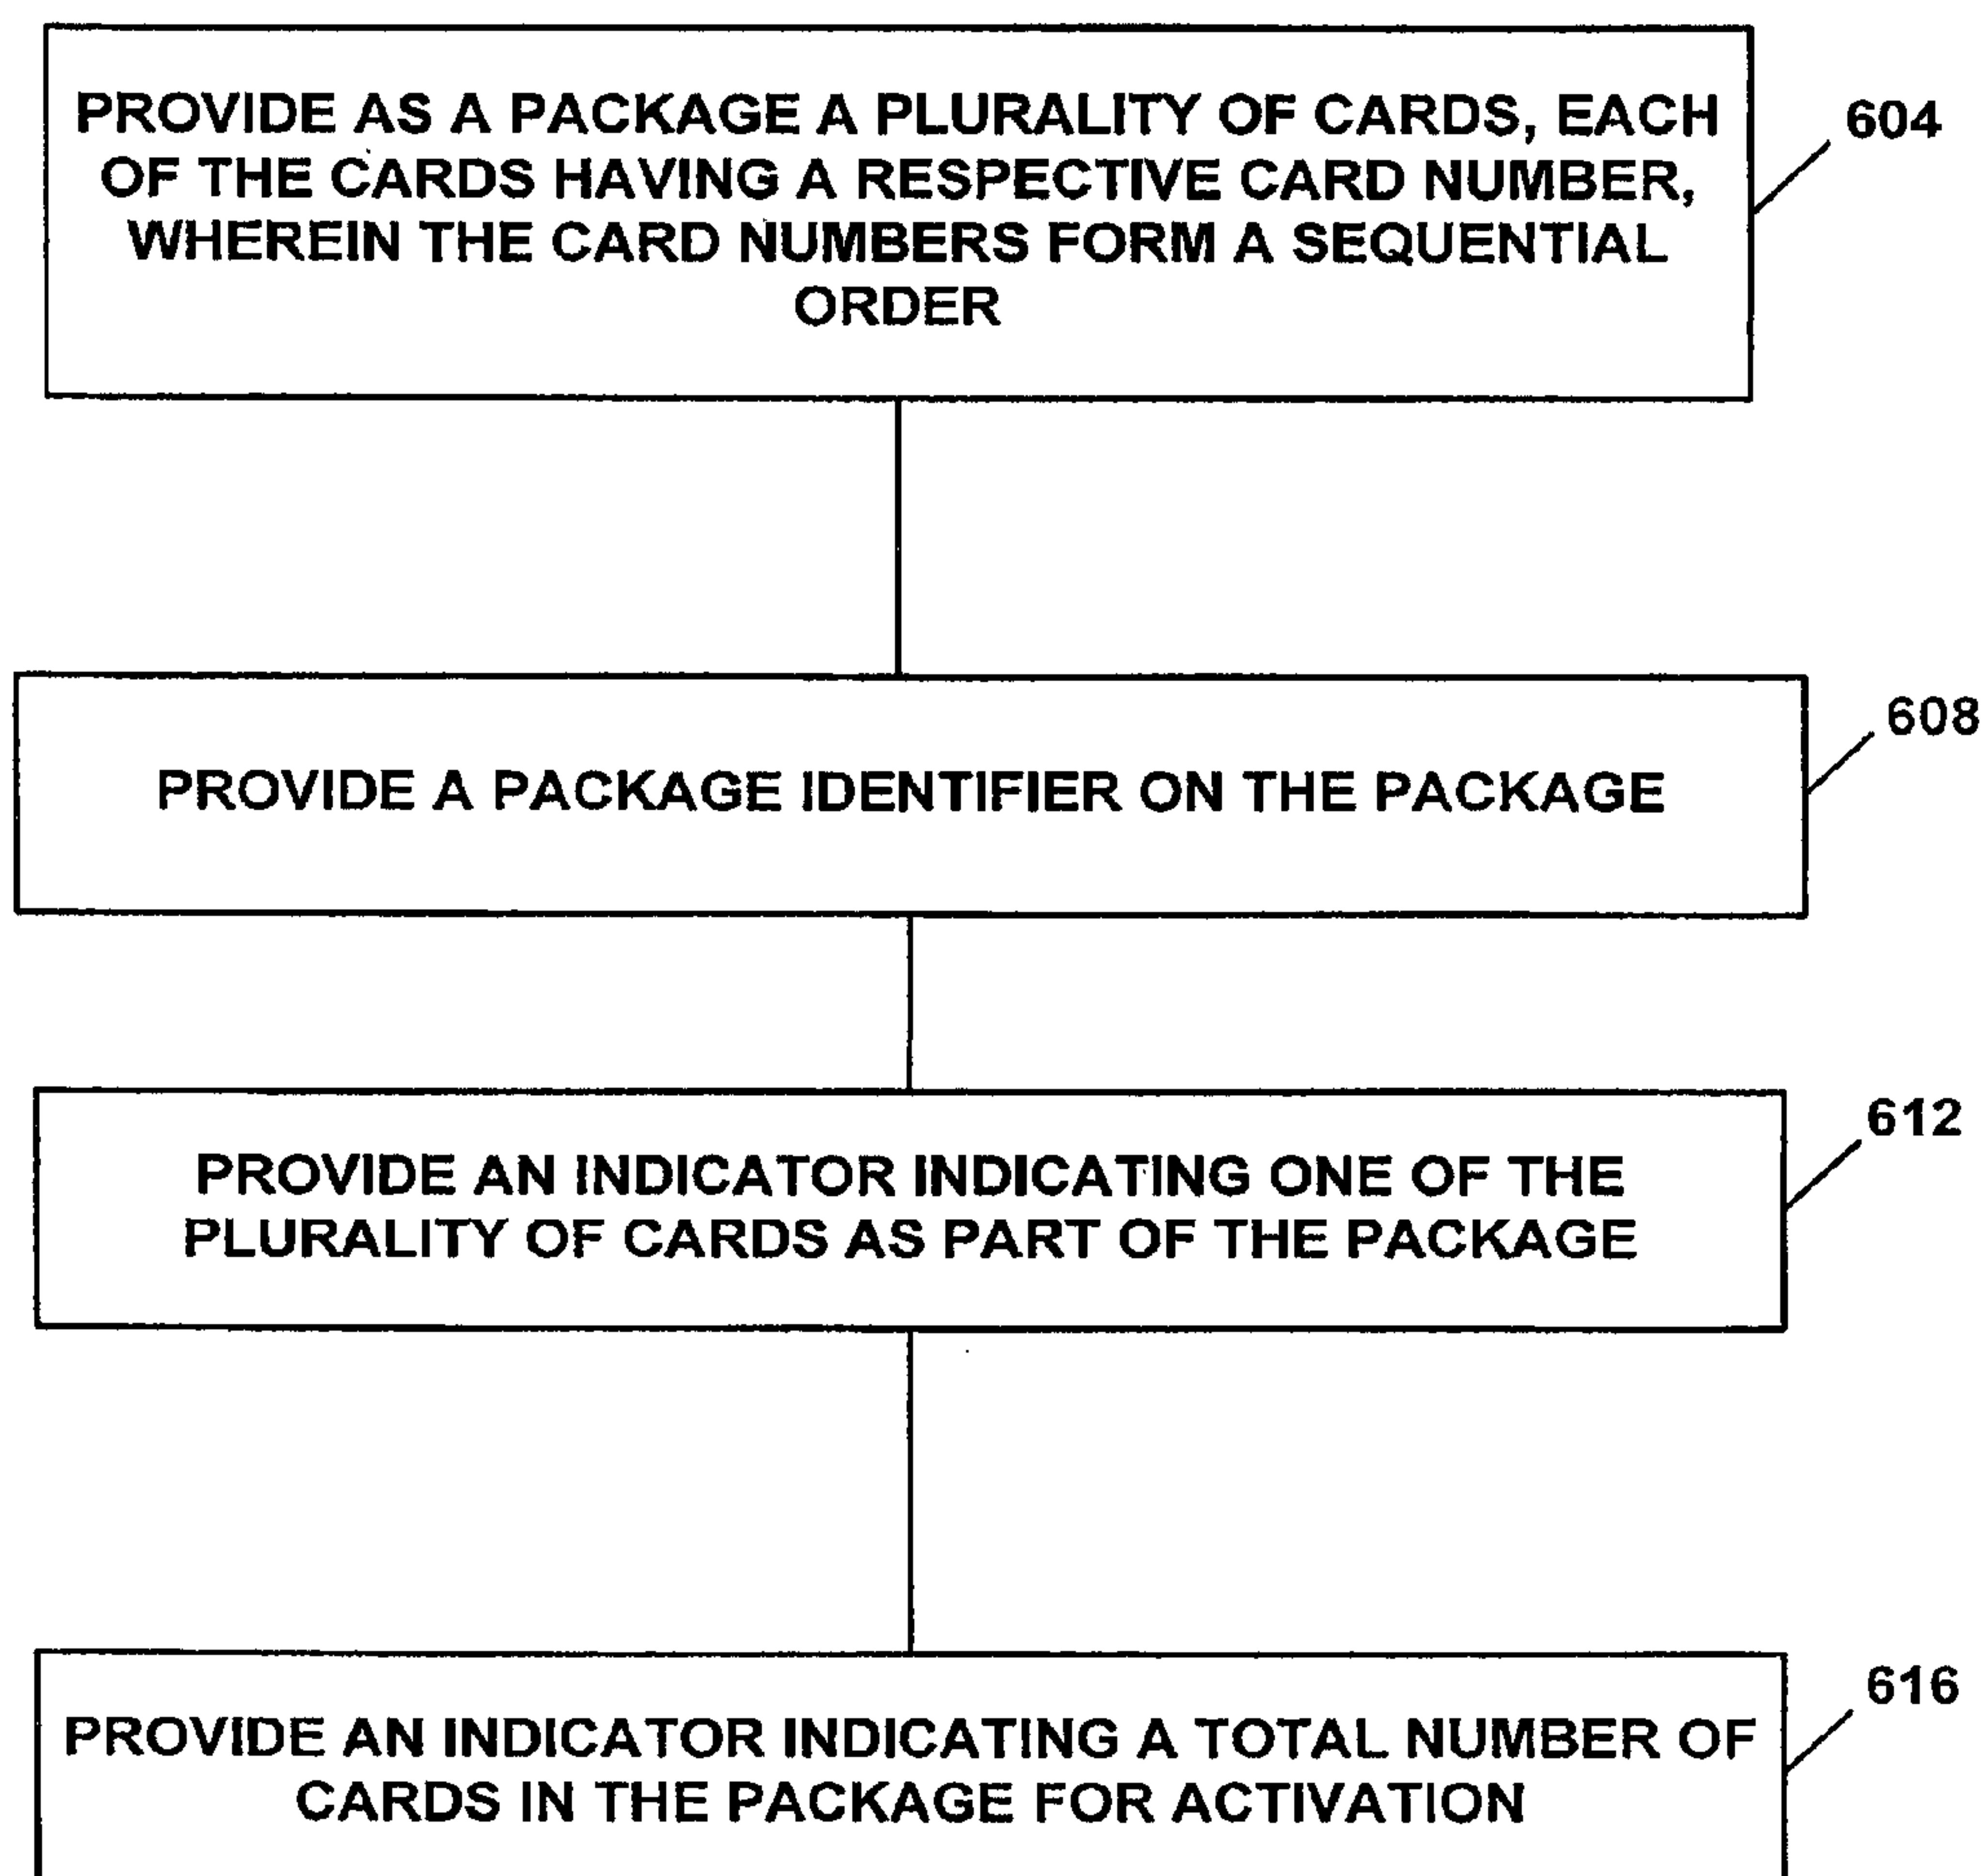 PROVIDE AS A PACKAGE A PLURALITY OF CARDS, EACH
OF THE CARDS HAVING A RESPECTIVE CARD NUMBER,
WHEREIN THE CARD NUMBERS FORM A SEQUENTIAL
ORDER
604
PROVIDE A PACKAGE IDENTIFIER ON THE PACKAGE
608
PROVIDE AN INDICATOR INDICATING ONE OF THE
PLURALITY OF CARDS AS PART OF THE PACKAGE
612
PROVIDE AN INDICATOR INDICATING A TOTAL NUMBER OF
CARDS IN THE PACKAGE FOR ACTIVATION
616